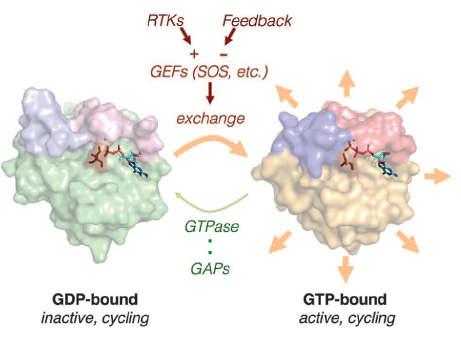 RTKs Feedback
+ −
GEFs (SOS, etc.)
exchange
GTPase
GAPs
GDP-bound
inactive, cycling
GTP-bound
active, cycling